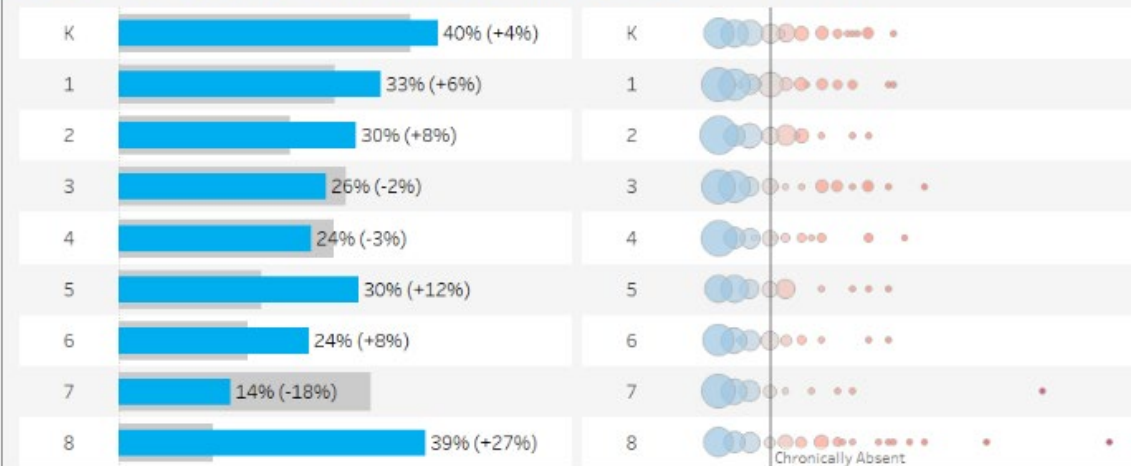 K 40% (+4%) K
1 33% (+6%) 1
2 30% (+8%) 2
3 26% (-2%) 3
4 24% (-3%) 4
5 30% (+12%) 5
6 24% (+8%) 6
7 14% (-18%) 7
8 39% (+27%) 8
Chronically Absent